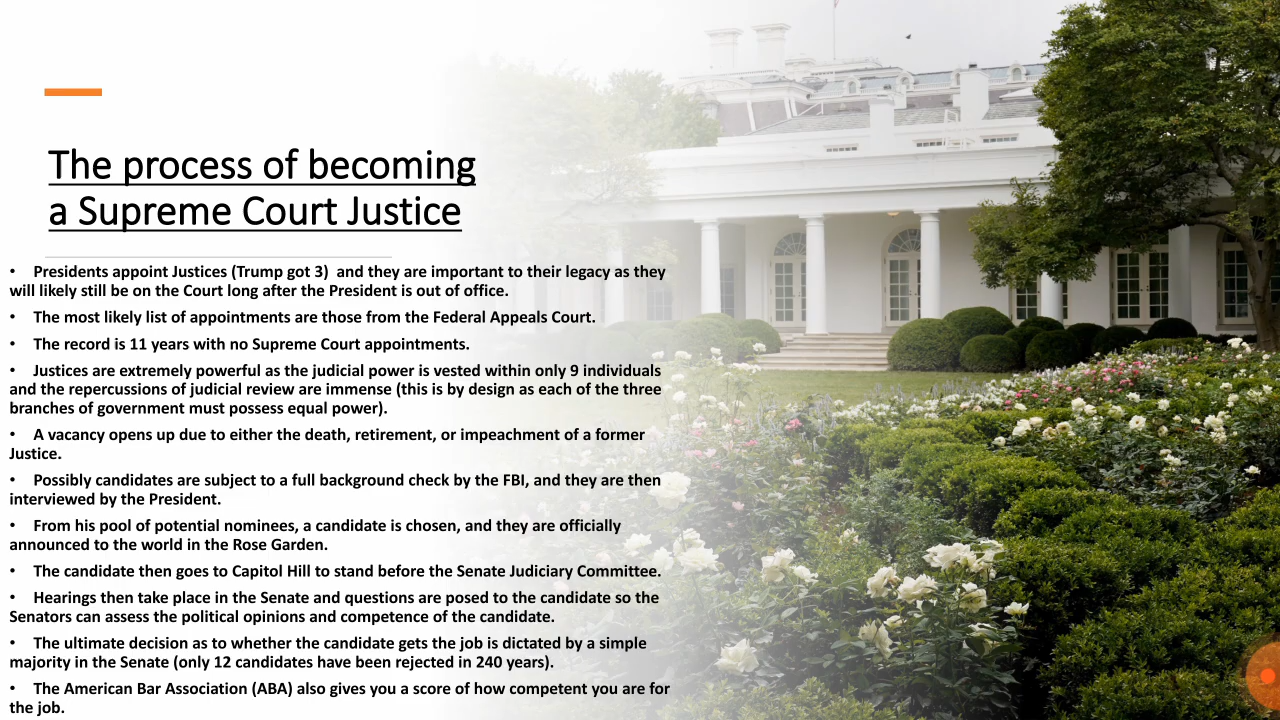 The process of becoming
a Supreme Court Justice
• Presidents appoint Justices (Trump got 3)  and they are important to their legacy as they
will likely still be on the Court long after the President is out of office.
• The most likely list of appointments are those from the Federal Appeals Court.
• The record is 11 years with no Supreme Court appointments.
• Justices are extremely powerful as the judicial power is vested within only 9 individuals
and the repercussions of judicial review are immense (this is by design as each of the three
branches of government must possess equal power).
• A vacancy opens up due to either the death, retirement, or impeachment of a former
Justice.
• Possibly candidates are subject to a full background check by the FBI, and they are then
interviewed by the President.
• From his pool of potential nominees, a candidate is chosen, and they are officially
announced to the world in the Rose Garden.
• The candidate then goes to Capitol Hill to stand before the Senate Judiciary Committee.
• Hearings then take place in the Senate and questions are posed to the candidate so the
Senators can assess the political opinions and competence of the candidate.
• The ultimate decision as to whether the candidate gets the job is dictated by a simple
majority in the Senate (only 12 candidates have been rejected in 240 years).
• The American Bar Association (ABA) also gives you a score of how competent you are for
the job.